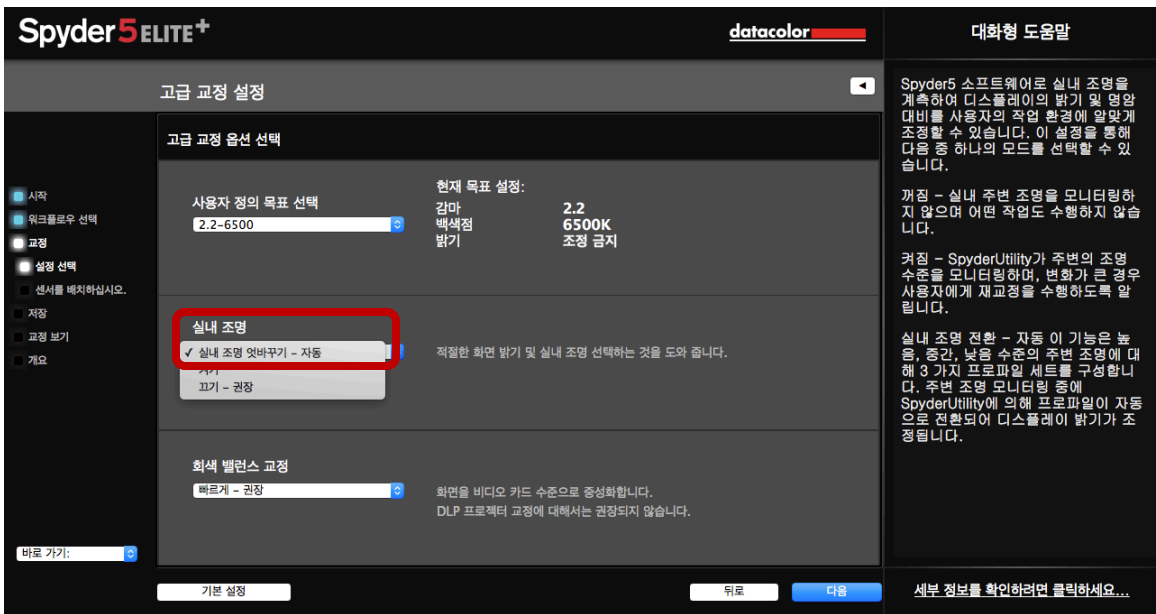 Spyder5 ELITE+
datacolor
대화형 도움말
고급 교정 설정
고급 교정 옵션 선택
시작
워크플로우 선택
교정
설정 선택
센서를 배치하십시오.
저장
교정 보기
개요
바로 가기:
사용자 정의 목표 선택
2.2-6500
현재 목표 설정:
감마 2.2
백색점 6500K
밝기 조정 금지
실내 조명
✓ 실내 조명 엇바꾸기 – 자동
끄기 – 권장
적절한 화면 밝기 및 실내 조명 선택하는 것을 도와 줍니다.
회색 밸런스 교정
빠르게 – 권장
화면을 비디오 카드 수준으로 중성화합니다.
DLP 프로젝터 교정에 대해서는 권장되지 않습니다.
기본 설정
뒤로
다음
Spyder5 소프트웨어로 실내 조명을
계측하여 디스플레이의 밝기 및 명암
대비를 사용자의 작업 환경에 알맞게
조정할 수 있습니다. 이 설정을 통해
다음 중 하나의 모드를 선택할 수 있
습니다.
꺼짐 – 실내 주변 조명을 모니터링하
지 않으며 어떤 작업도 수행하지 않습
니다.
켜짐 – SpyderUtility가 주변의 조명
수준을 모니터링하며, 변화가 큰 경우
사용자에게 재교정을 수행하도록 알
립니다.
실내 조명 전환 – 자동 이 기능은 높
음, 중간, 낮음 수준의 주변 조명에 대
해 3 가지 프로파일 세트를 구성합니
다. 주변 조명 모니터링 중에
SpyderUtility에 의해 프로파일이 자동
으로 전환되어 디스플레이 밝기가 조
정됩니다.
세부 정보를 확인하려면 클릭하세요...